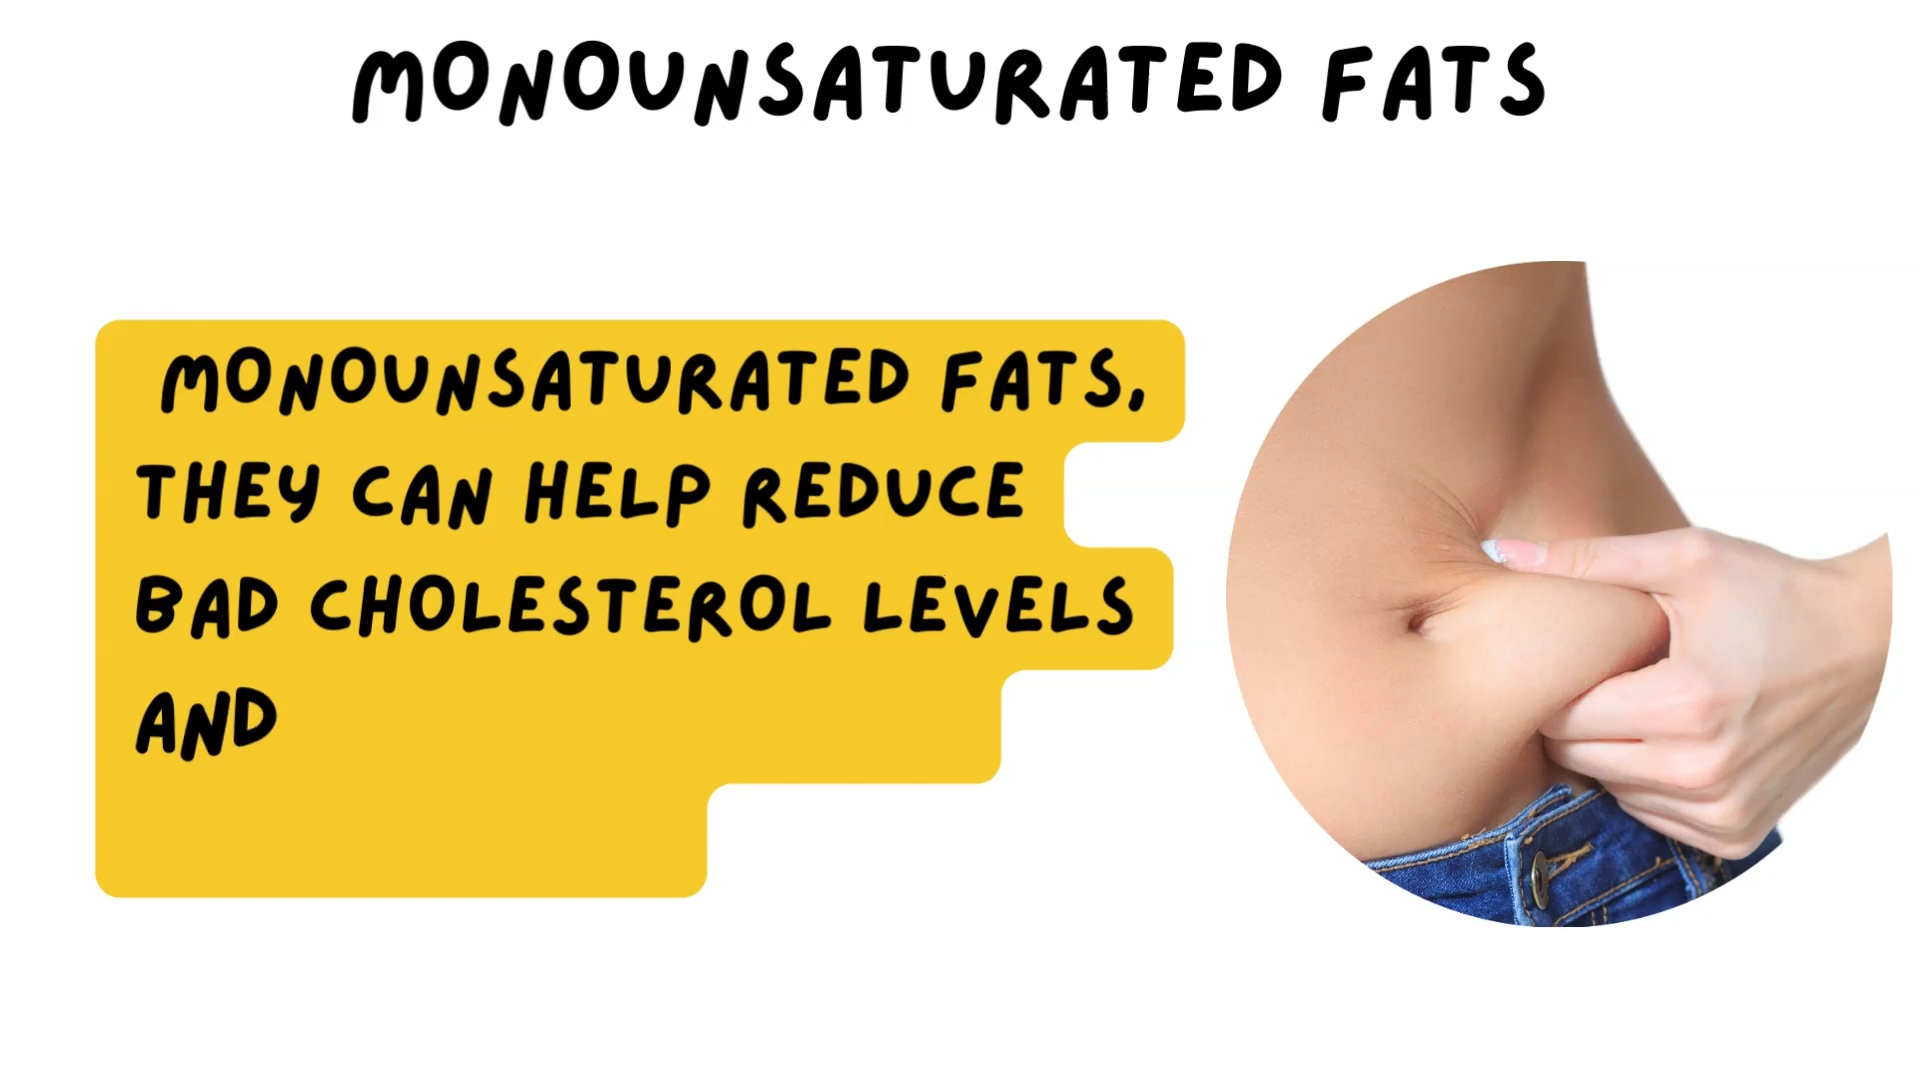 MONOUNSATURATED FATS
MONOUNSATURATED FATS,
THEY CAN HELP REDUCE
BAD CHOLESTEROL LEVELS
AND